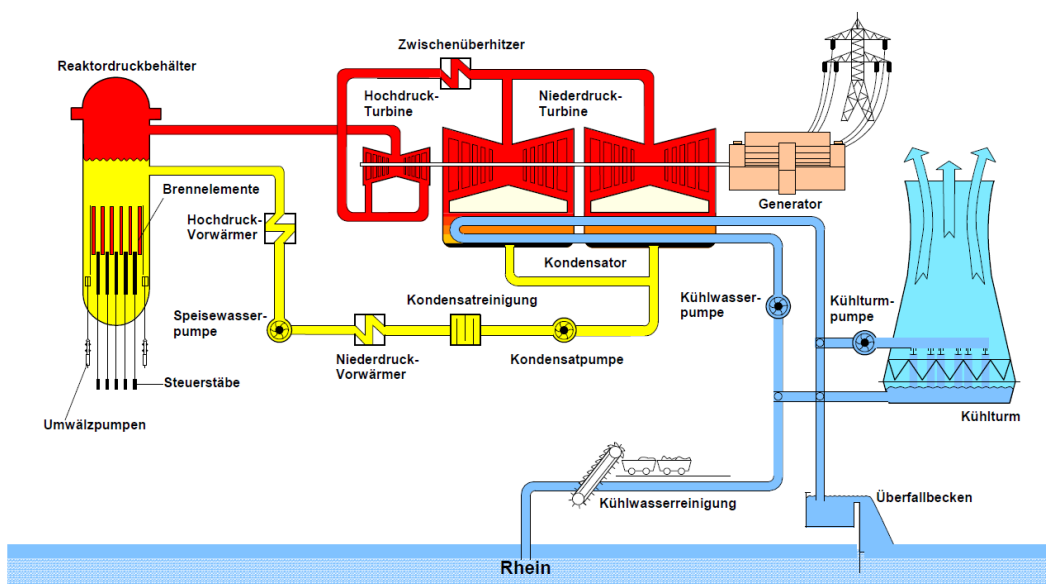 Zwischenüberhitzer
Reaktordruckbehälter
Hochdruck-
Turbine
Niederdruck-
Turbine
Brennelemente
Hochdruck-
Vorwärmer
Generator
Kondensator
Speisewasser-
pumpe
Kondensatreinigung
Kühlwasser-
pumpe
Kühlturm-
pumpe
Niederdruck-
Vorwärmer
Kondensatpumpe
Steuerstäbe
Umwälzpumpen
Kühlturm
Kühlwasserreinigung
Überfallbecken
Rhein